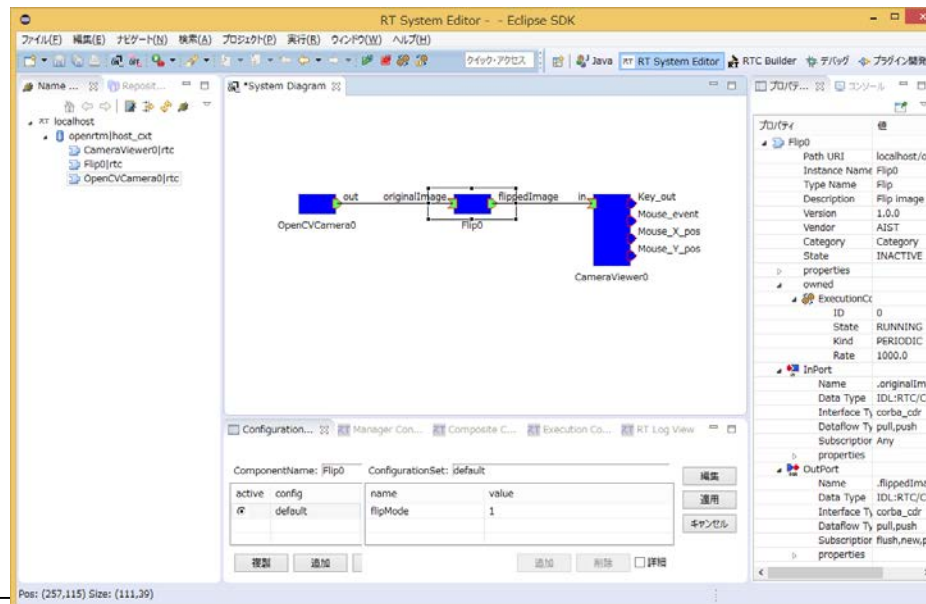 RT System Editor - - Eclipse SDK
ファイル(F) 編集(E) ナビゲート(N) 検索(A) プロジェクト(P) 実行(R) ウィンドウ(W) ヘルプ(H)
クイック・アクセス Java RT System Editor RTC Builder デバッグ プラグイン開発
Name ... Reposit...
localhost
openrtm|host_cxt
CameraViewer0|rtc
Flip0|rtc
OpenCVCamera0|rtc
*System Diagram
out originalImage flippedImage in Key_out
Mouse_event
Mouse_X_pos
Mouse_Y_pos
OpenCVCamera0 Flip0
CameraViewer0
Configuration... Manager Con... Composite C... Execution Co... RT Log View
ComponentName: Flip0 ConfigurationSet: default
編集
適用
キャンセル
active config name value
default flipMode 1
複製 追加 追加 削除 詳細
プロパテ... コンソール
プロパティ 値
Flip0
Path URI localhost/o
Instance Name Flip0
Type Name Flip
Description Flip image
Version 1.0.0
Vendor AIST
Category Category
State INACTIVE
properties
owned
ExecutionCo
ID 0
State RUNNING
Kind PERIODIC
Rate 1000.0
InPort
Name .originalIm
Data Type IDL:RTC/C
Interface Ty corba_cdr
Dataflow Ty pull,push
Subscription Any
properties
OutPort
Name .flippedIma
Data Type IDL:RTC/C
Interface Ty corba_cdr
Dataflow Ty pull,push
Subscription flush,new,p
properties
Pos: (257,115) Size: (111,39)